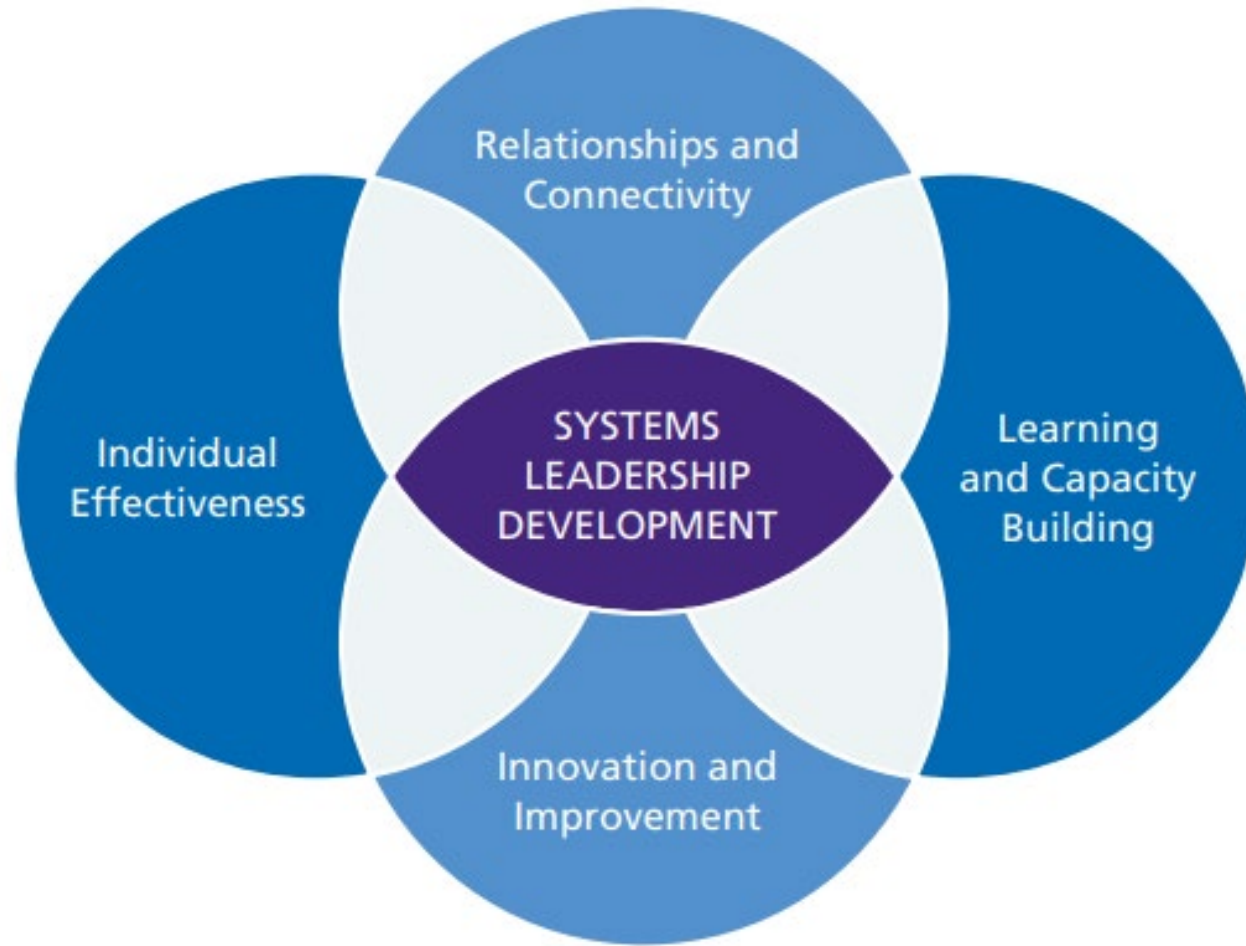 Relationships and
Connectivity
Individual
Effectiveness
SYSTEMS
LEADERSHIP
DEVELOPMENT
Learning
and Capacity
Building
Innovation and
Improvement